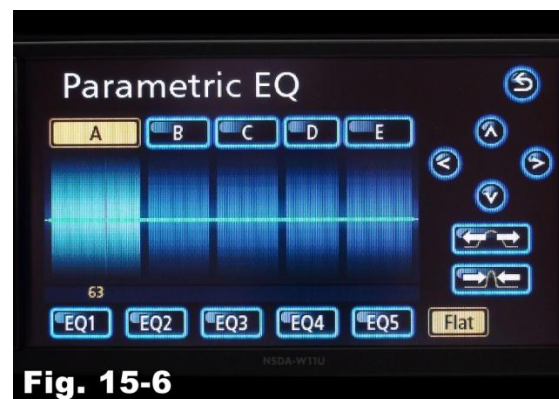 Parametric EQ
A B C D E
63
EQ1 EQ2 EQ3 EQ4 EQ5 Flat
NSDA-W11U
Fig. 15-6